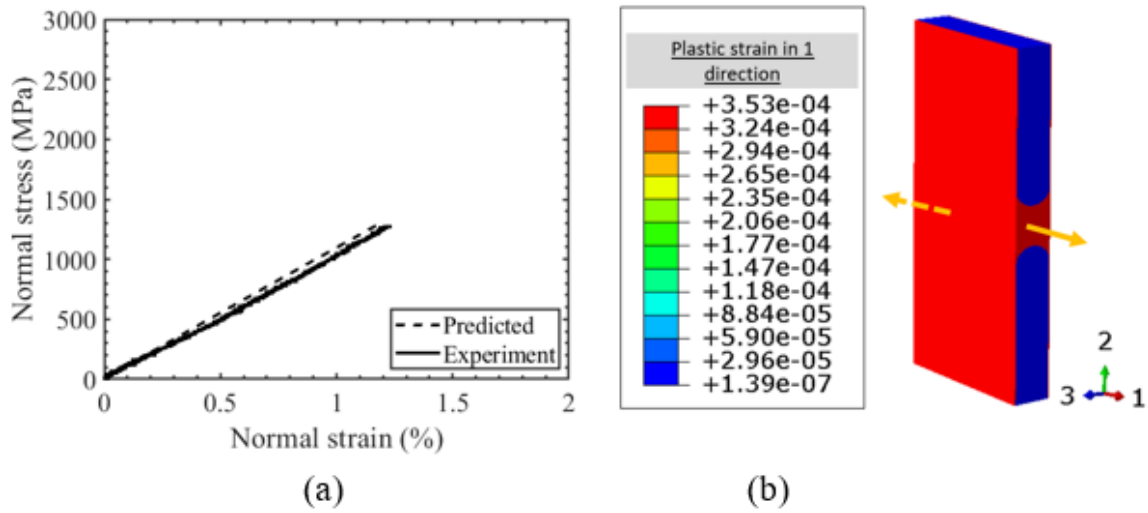 3000
2500
2000
1500
1000
500
0
Normal stress (MPa)
Predicted
Experiment
0 0.5 1 1.5 2
Normal strain (%)
(a)
Plastic strain in 1
direction
+3.53e-04
+3.24e-04
+2.94e-04
+2.65e-04
+2.35e-04
+2.06e-04
+1.77e-04
+1.47e-04
+1.18e-04
+8.84e-05
+5.90e-05
+2.96e-05
+1.39e-07
2
3 1
(b)